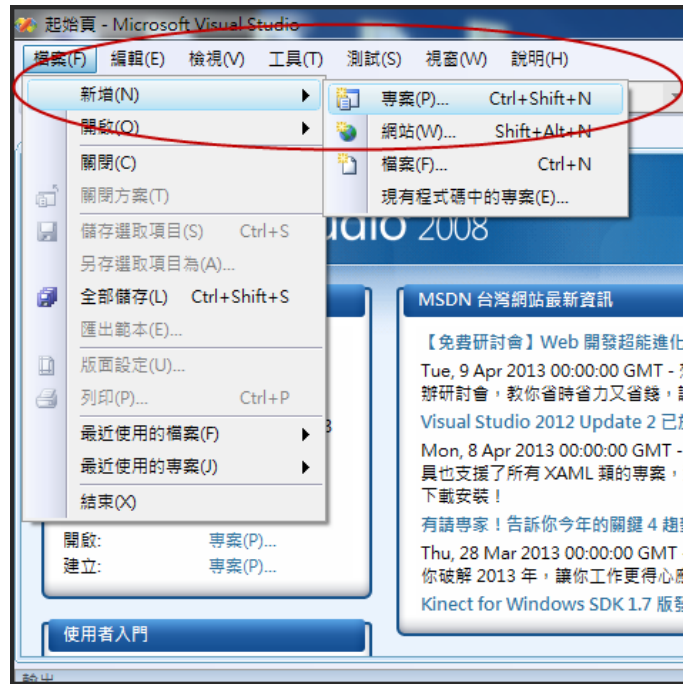 起始頁 - Microsoft Visual Studio
檔案(F) 編輯(E) 檢視(V) 工具(T) 測試(S) 視窗(W) 說明(H)
新增(N)
開啟(O)
關閉(C)
關閉方案(T)
儲存選取項目(S) Ctrl+S
另存選取項目為(A)...
全部儲存(L) Ctrl+Shift+S
匯出範本(E)...
版面設定(U)...
列印(P)... Ctrl+P
最近使用的檔案(F)
最近使用的專案(J)
結束(X)
專案(P)... Ctrl+Shift+N
網站(W)... Shift+Alt+N
檔案(F)... Ctrl+N
現有程式碼中的專案(E)...
2008
開啟: 專案(P)...
建立: 專案(P)...
使用者入門
MSDN 台灣網站最新資訊
【免費研討會】Web 開發超能進化
Tue, 9 Apr 2013 00:00:00 GMT -
辦研討會,教你省時省力又省錢,
Visual Studio 2012 Update 2 已
Mon, 8 Apr 2013 00:00:00 GMT -
具也支援了所有 XAML 類的專案,
下載安裝!
有請專家!告訴你今年的關鍵 4 趨
Thu, 28 Mar 2013 00:00:00 GMT
你破解 2013 年,讓你工作更得心
Kinect for Windows SDK 1.7 版